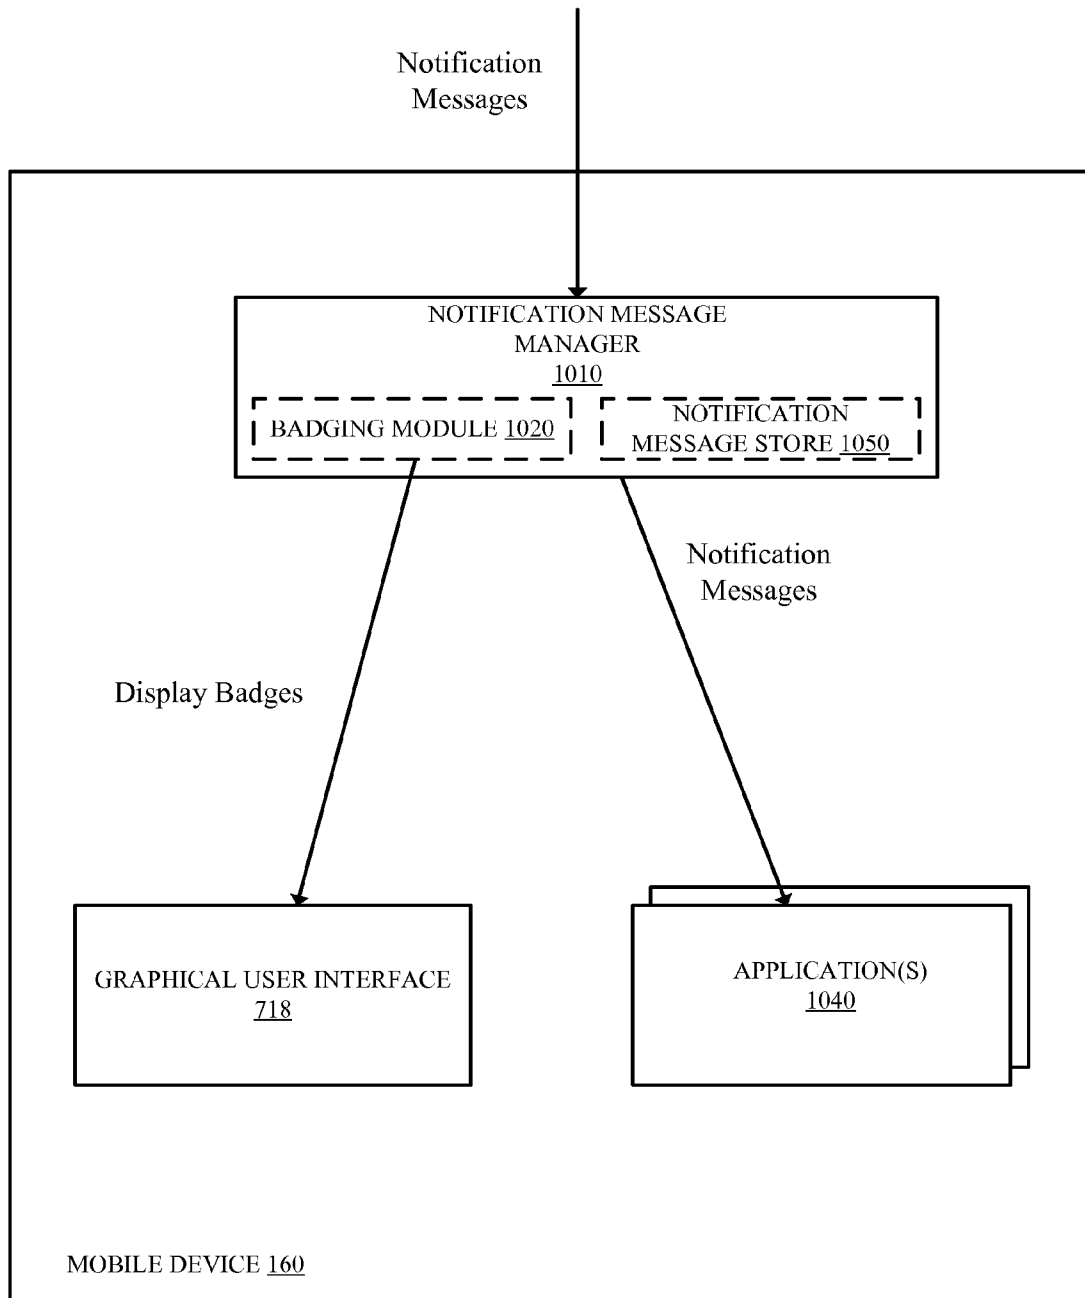 Notification
Messages
NOTIFICATION MESSAGE
MANAGER
1010
BADGING MODULE 1020
NOTIFICATION
MESSAGE STORE 1050
Notification
Messages
Display Badges
GRAPHICAL USER INTERFACE
718
APPLICATION(S)
1040
MOBILE DEVICE 160